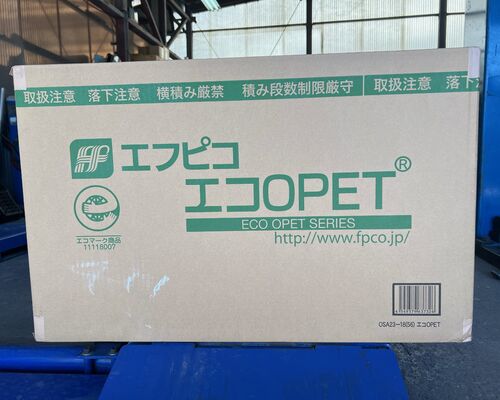 取扱注意 落下注意 横積み厳禁 積み段数制限厳守 取扱注意 落下注
エフピコ
エコOPET®
ECO OPET SERIES
http://www.fpco.jp/
エコマーク商品
11118007
OSA23-18(56) エコOPET